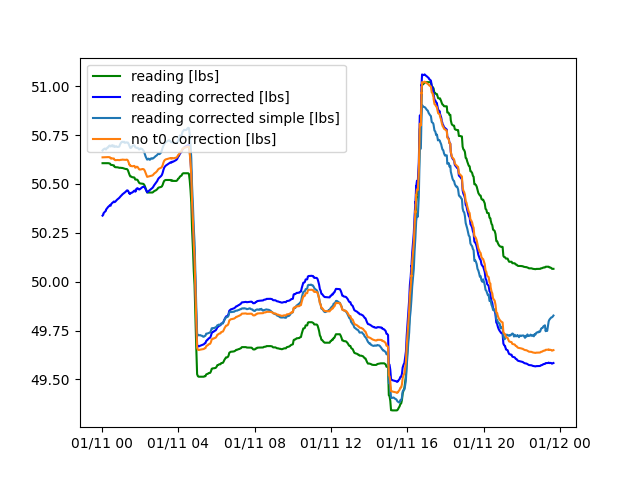 51.00
50.75
50.50
50.25
50.00
49.75
49.50
reading [lbs]
reading corrected [lbs]
reading corrected simple [lbs]
no t0 correction [lbs]
01/11 00 01/11 04 01/11 08 01/11 12 01/11 16 01/11 20 01/12 00